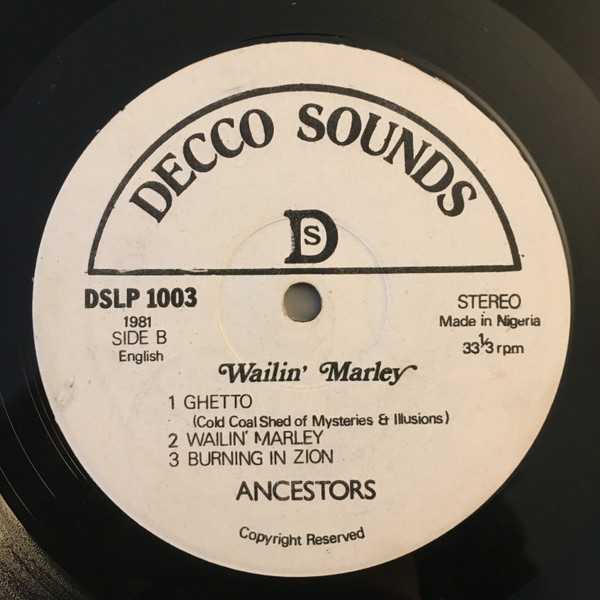 DECCO SOUNDS
DS
DSLP 1003
1981
SIDE B
English
STEREO
Made in Nigeria
33⅓ rpm
Wailin' Marley
1 GHETTO
(Cold Coal Shed of Mysteries & Illusions)
2 WAILIN' MARLEY
3 BURNING IN ZION
ANCESTORS
Copyright Reserved